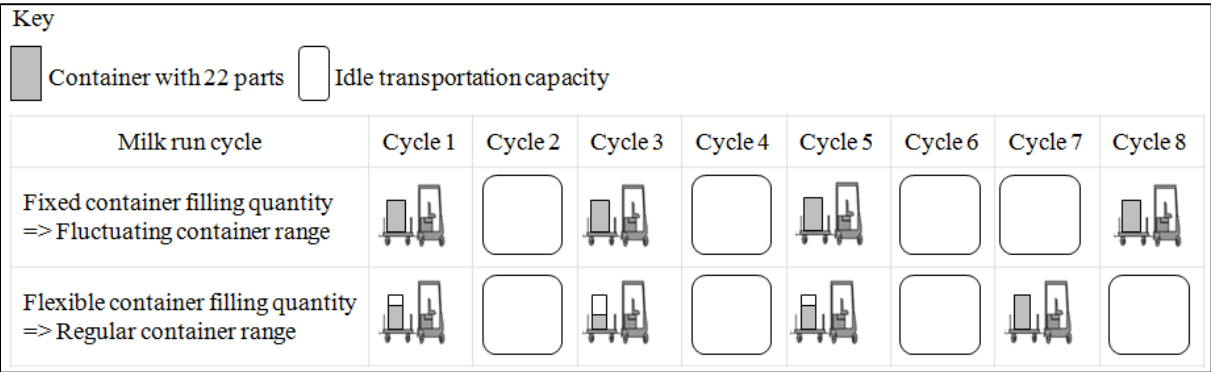 Key
Container with 22 parts
Idle transportation capacity
Milk run cycle
Cycle 1
Cycle 2
Cycle 3
Cycle 4
Cycle 5
Cycle 6
Cycle 7
Cycle 8
Fixed container filling quantity
=> Fluctuating container range
Flexible container filling quantity
=> Regular container range